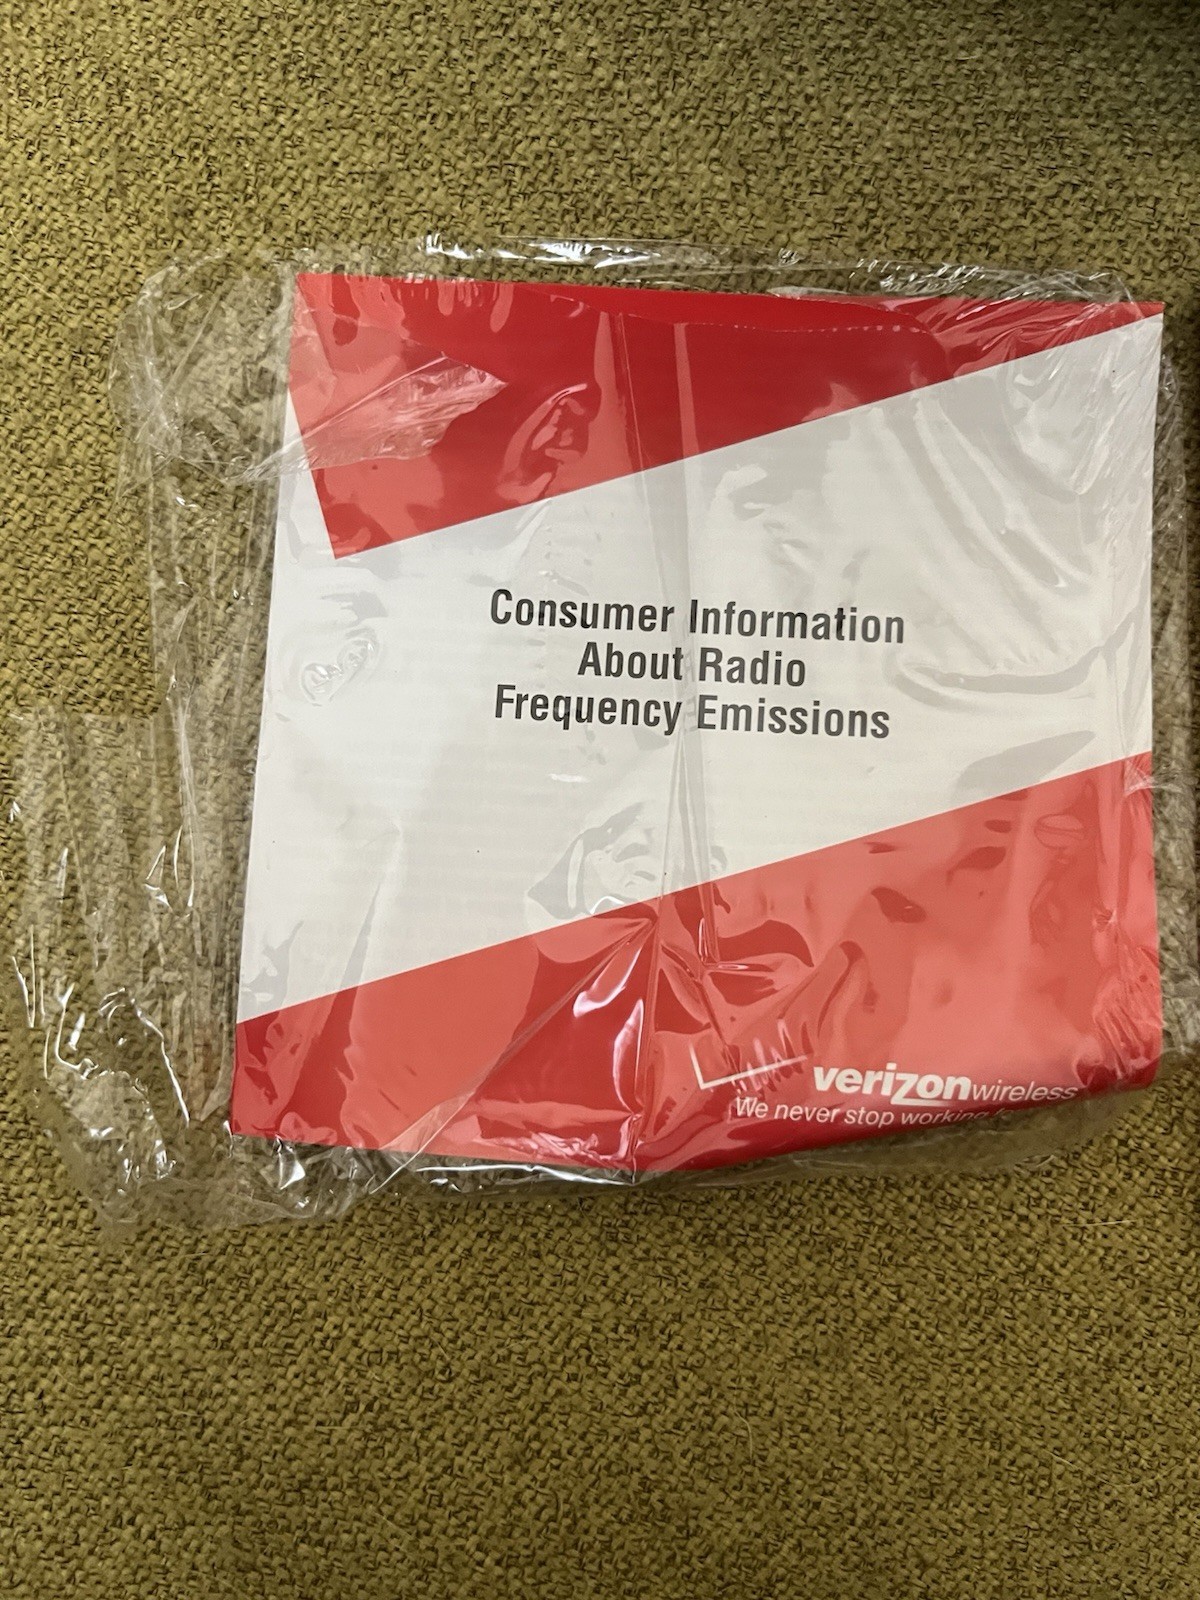 Consumer Information
About Radio
Frequency Emissions
verizonwireless
We never stop working